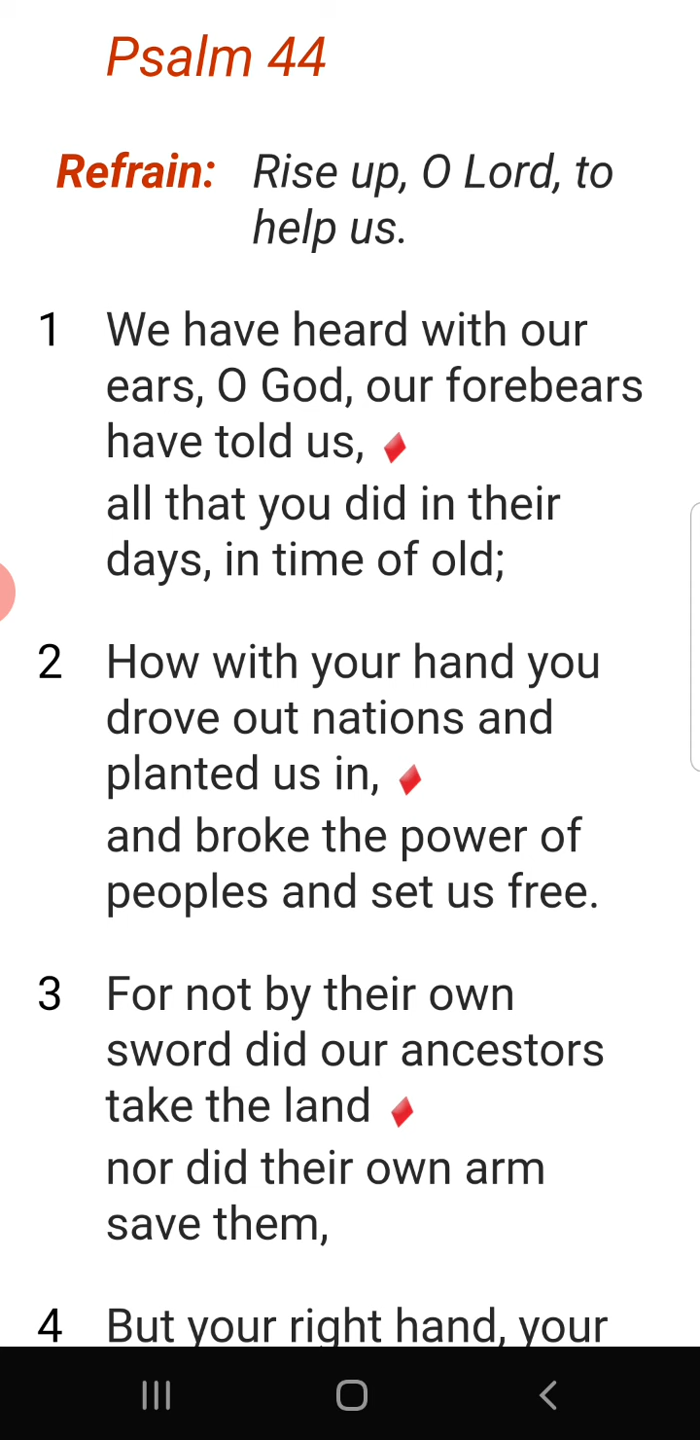 Psalm 44
Refrain: Rise up, O Lord, to
help us.
1 We have heard with our
ears, O God, our forebears
have told us, ♦
all that you did in their
days, in time of old;
2 How with your hand you
drove out nations and
planted us in, ♦
and broke the power of
peoples and set us free.
3 For not by their own
sword did our ancestors
take the land ♦
nor did their own arm
save them,
4 But your right hand, your